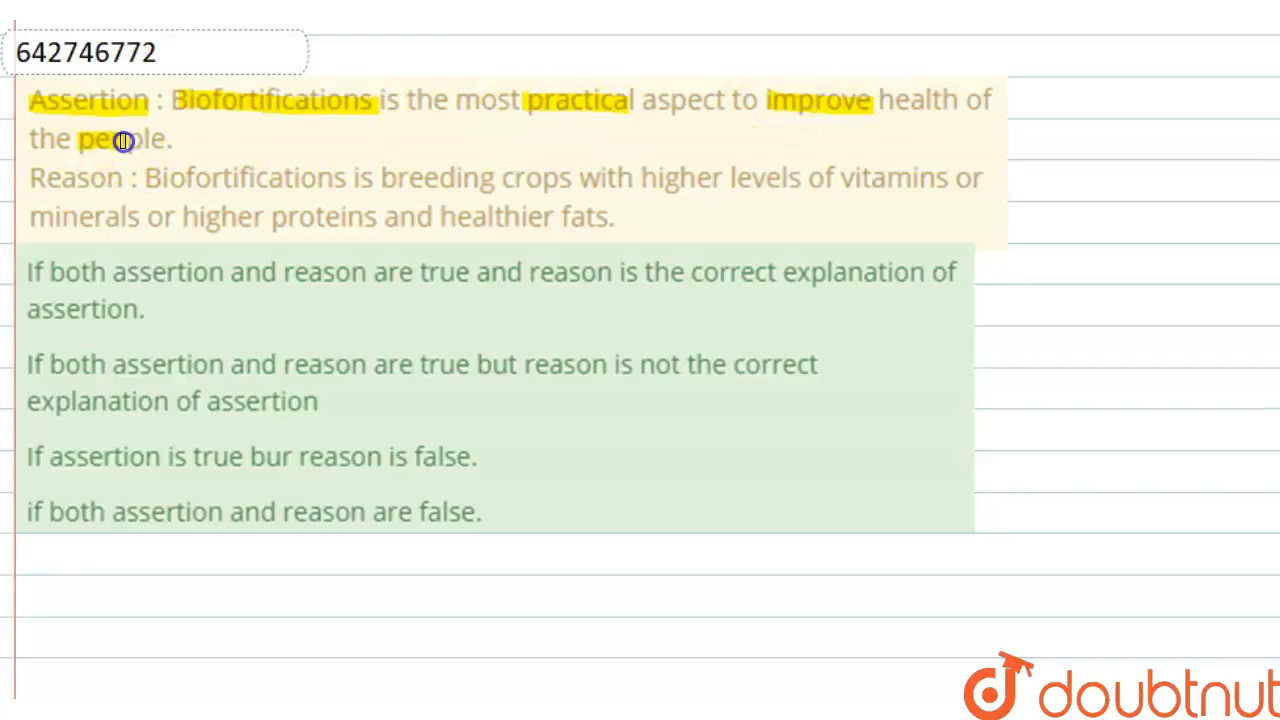 642746772
Assertion : Biofortifications is the most practical aspect to improve health of
the people.
Reason : Biofortifications is breeding crops with higher levels of vitamins or
minerals or higher proteins and healthier fats.
If both assertion and reason are true and reason is the correct explanation of
assertion.
If both assertion and reason are true but reason is not the correct
explanation of assertion
If assertion is true bur reason is false.
if both assertion and reason are false.
doubtnut